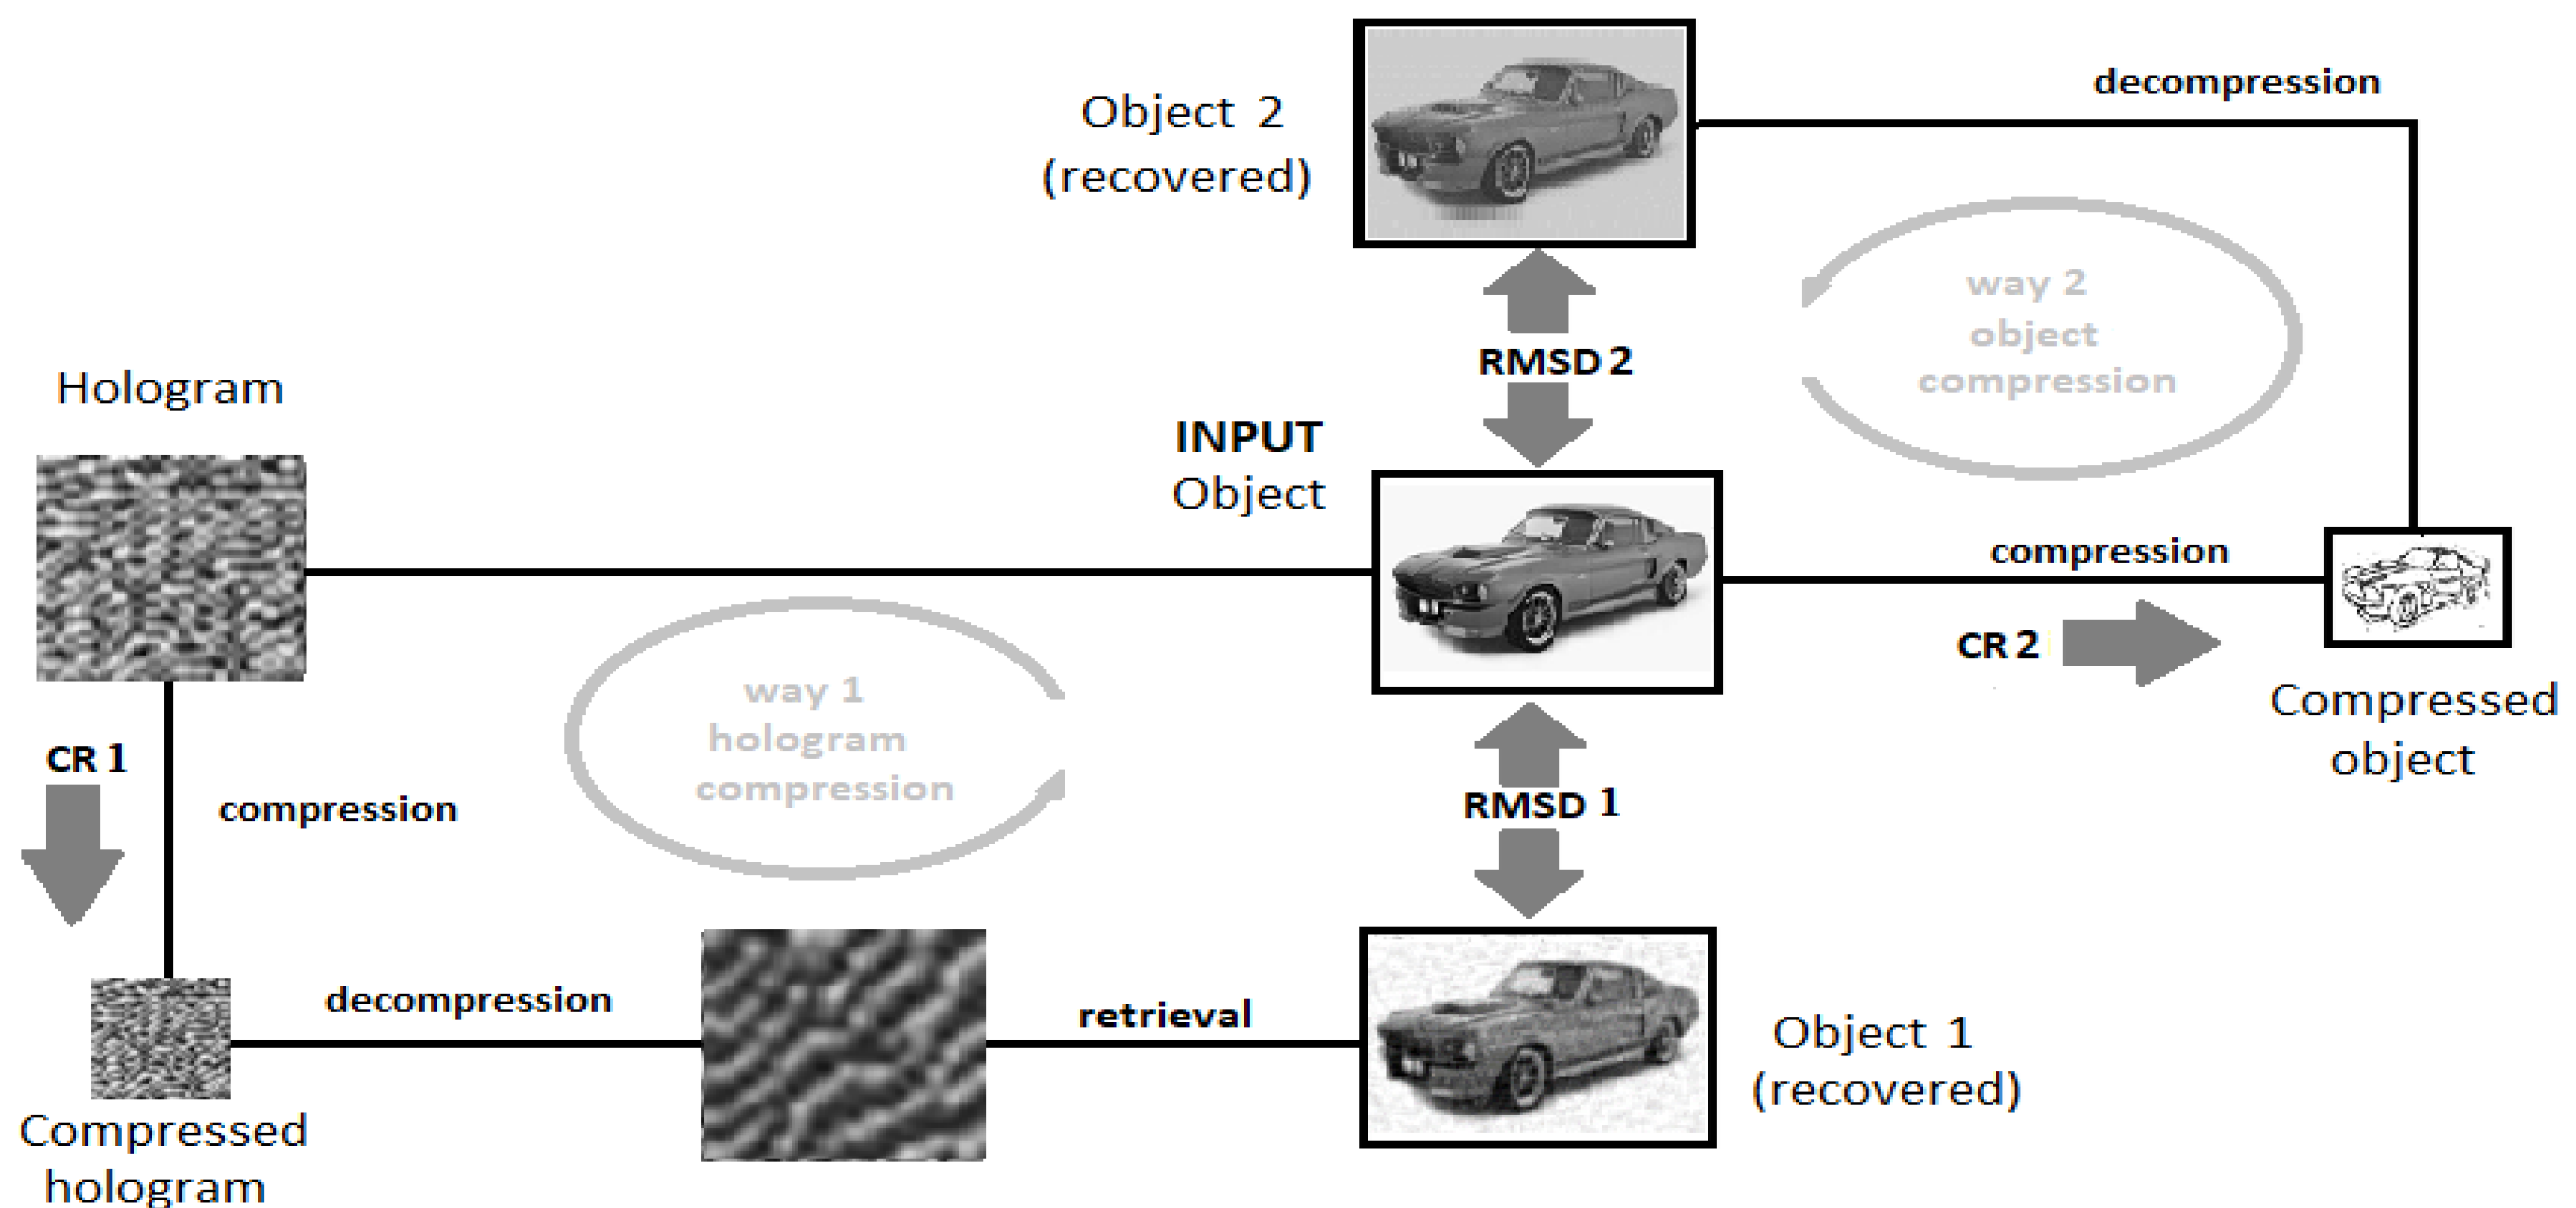 Object 2
(recovered)
decompression
way 2
object
compression
RMSD 2
Hologram
INPUT
Object
compression
CR 2
Compressed
object
way 1
hologram
compression
CR 1
compression
RMSD 1
decompression
retrieval
Object 1
(recovered)
Compressed
hologram